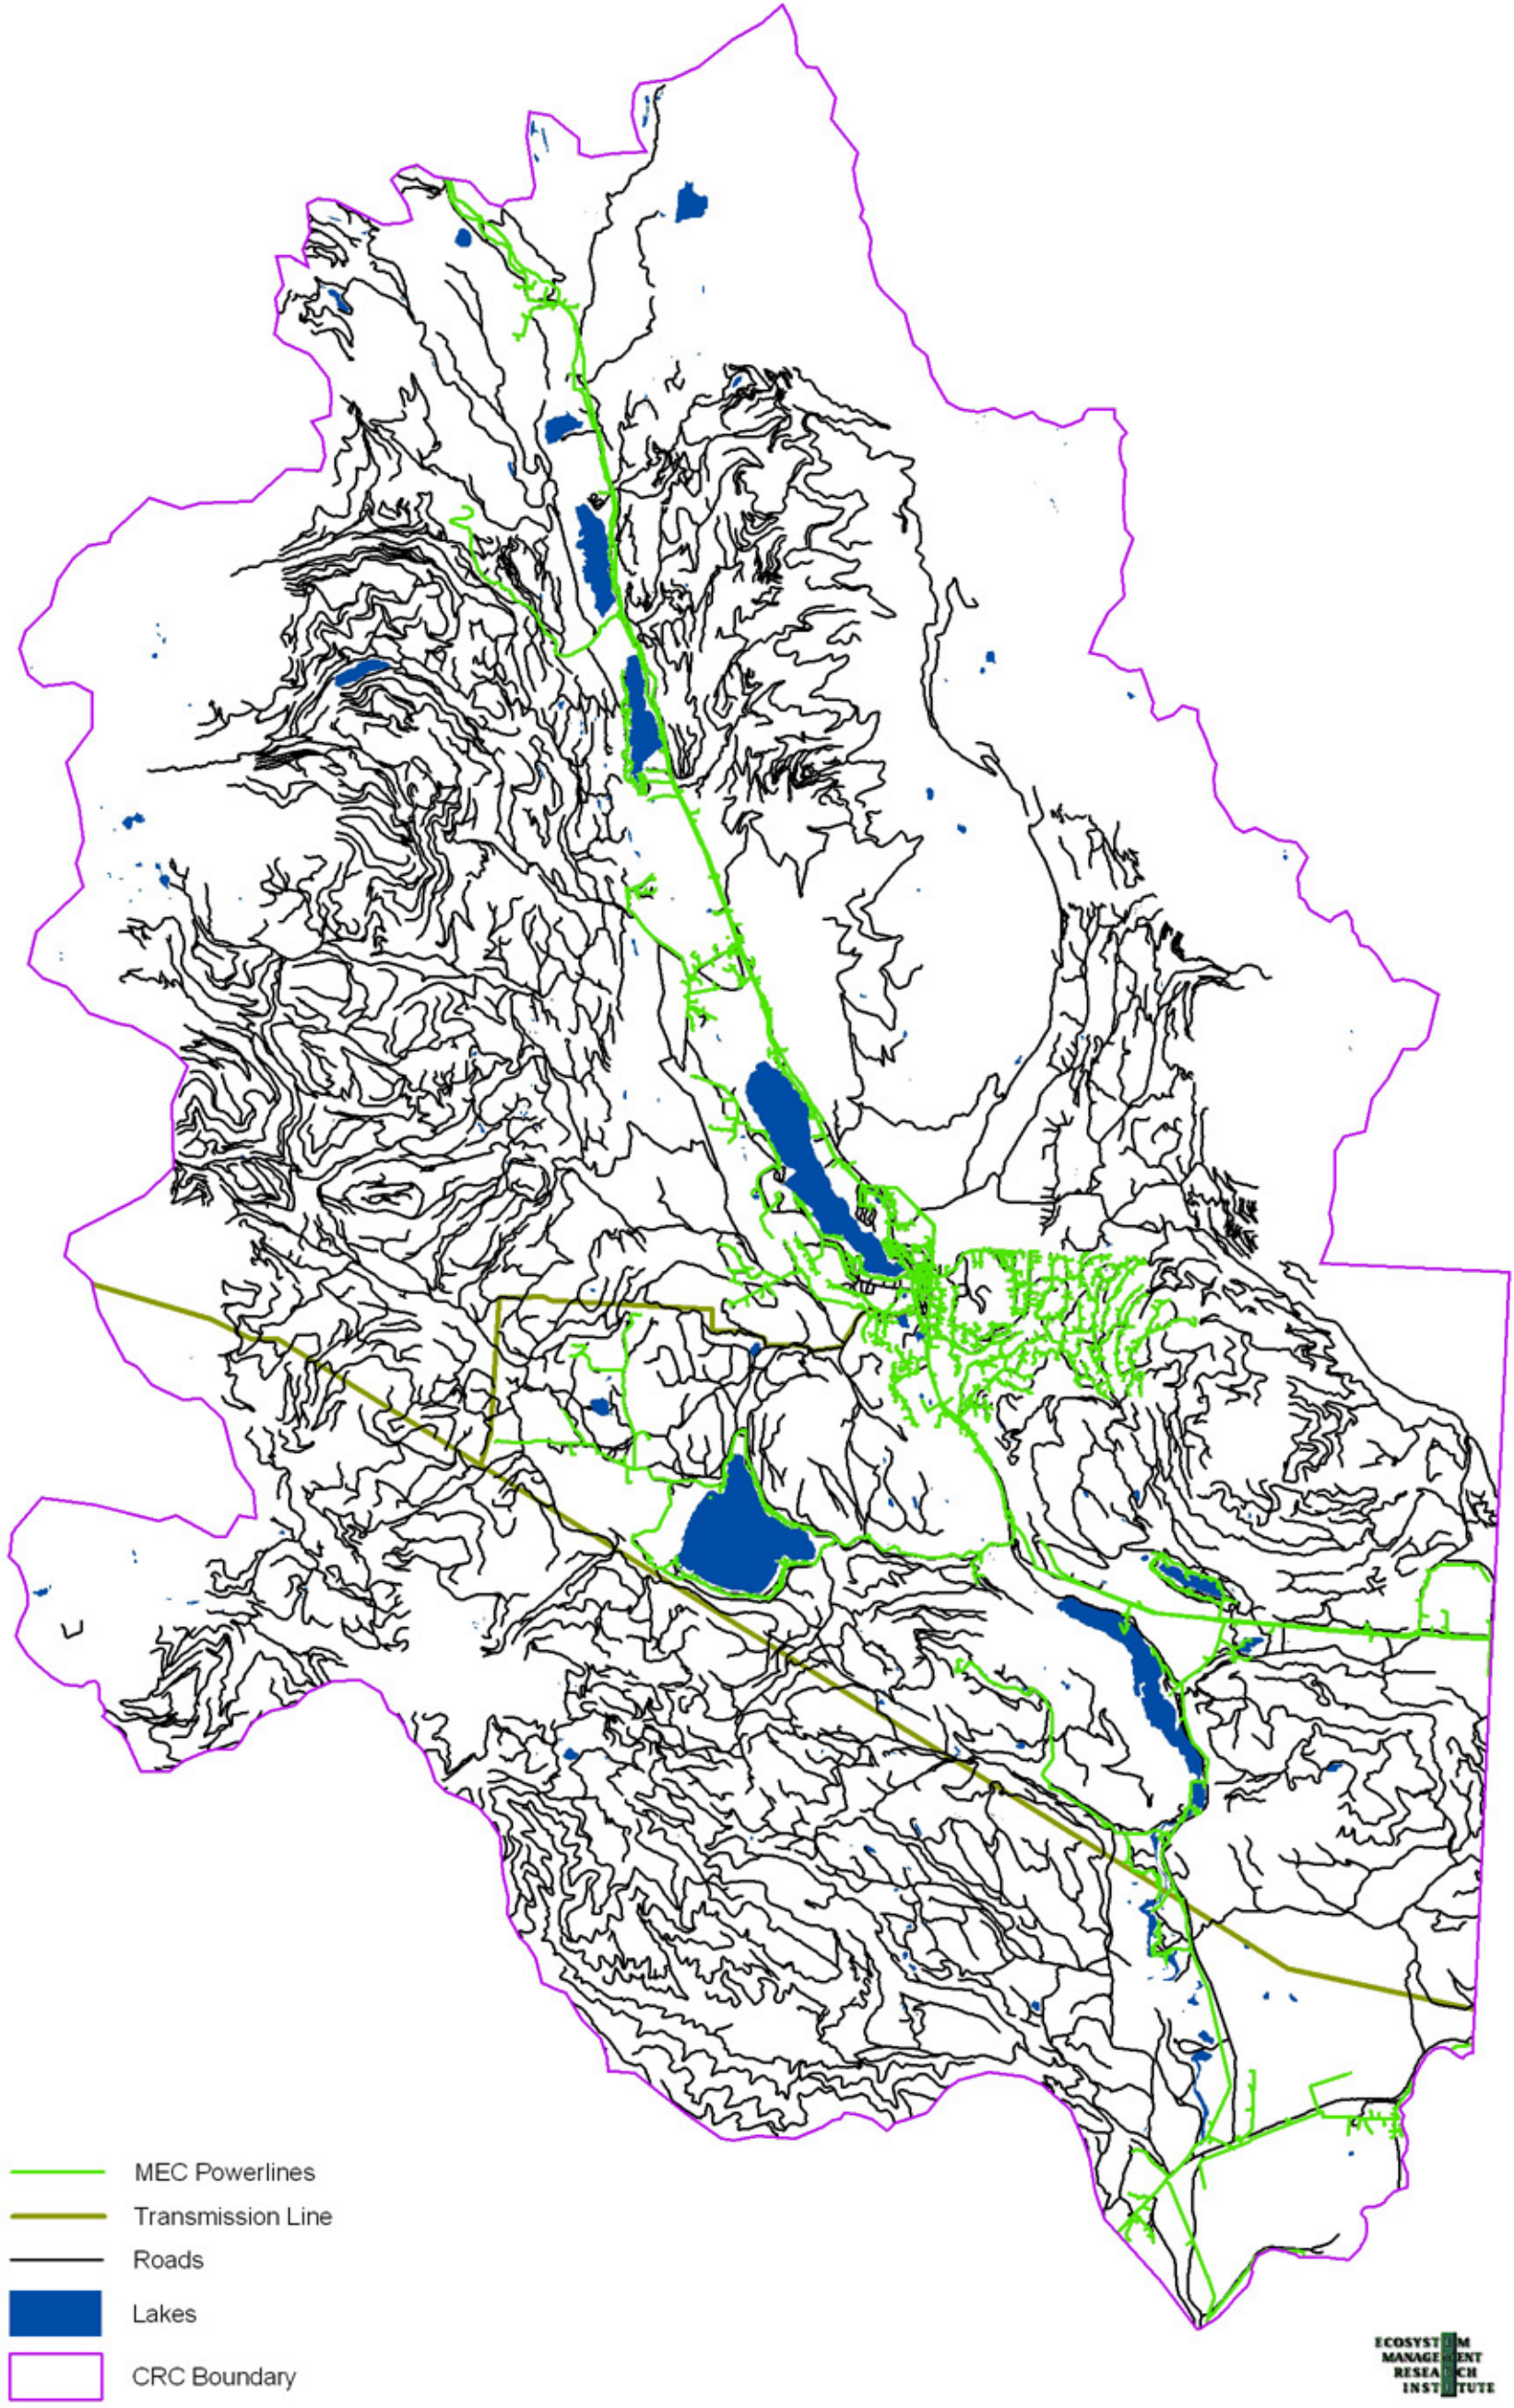 MEC Powerlines
Transmission Line
Roads
Lakes
CRC Boundary
ECOSYSTEM
MANAGEMENT
RESEARCH
INSTITUTE